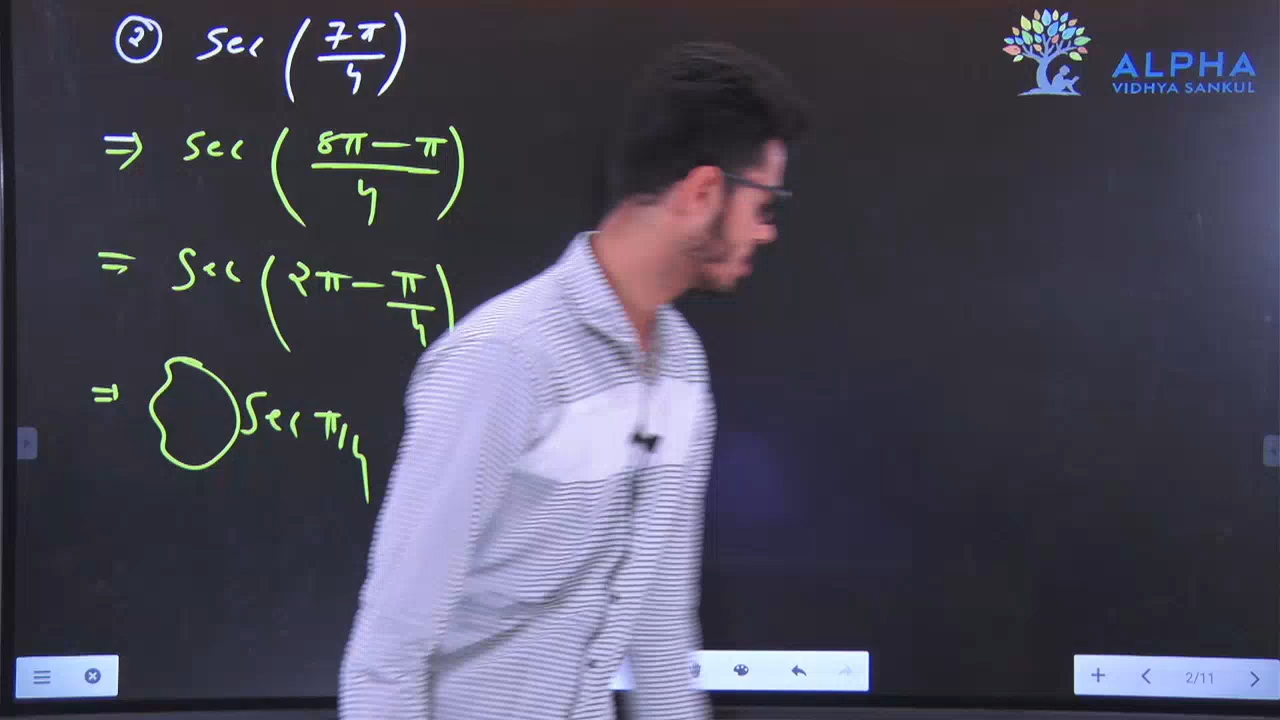 ② sec (7π/4)
⇒ sec (8π-π/4)
= sec (2π-π/4)
⇒ sec π/4
ALPHA
VIDHYA SANKUL
2/11